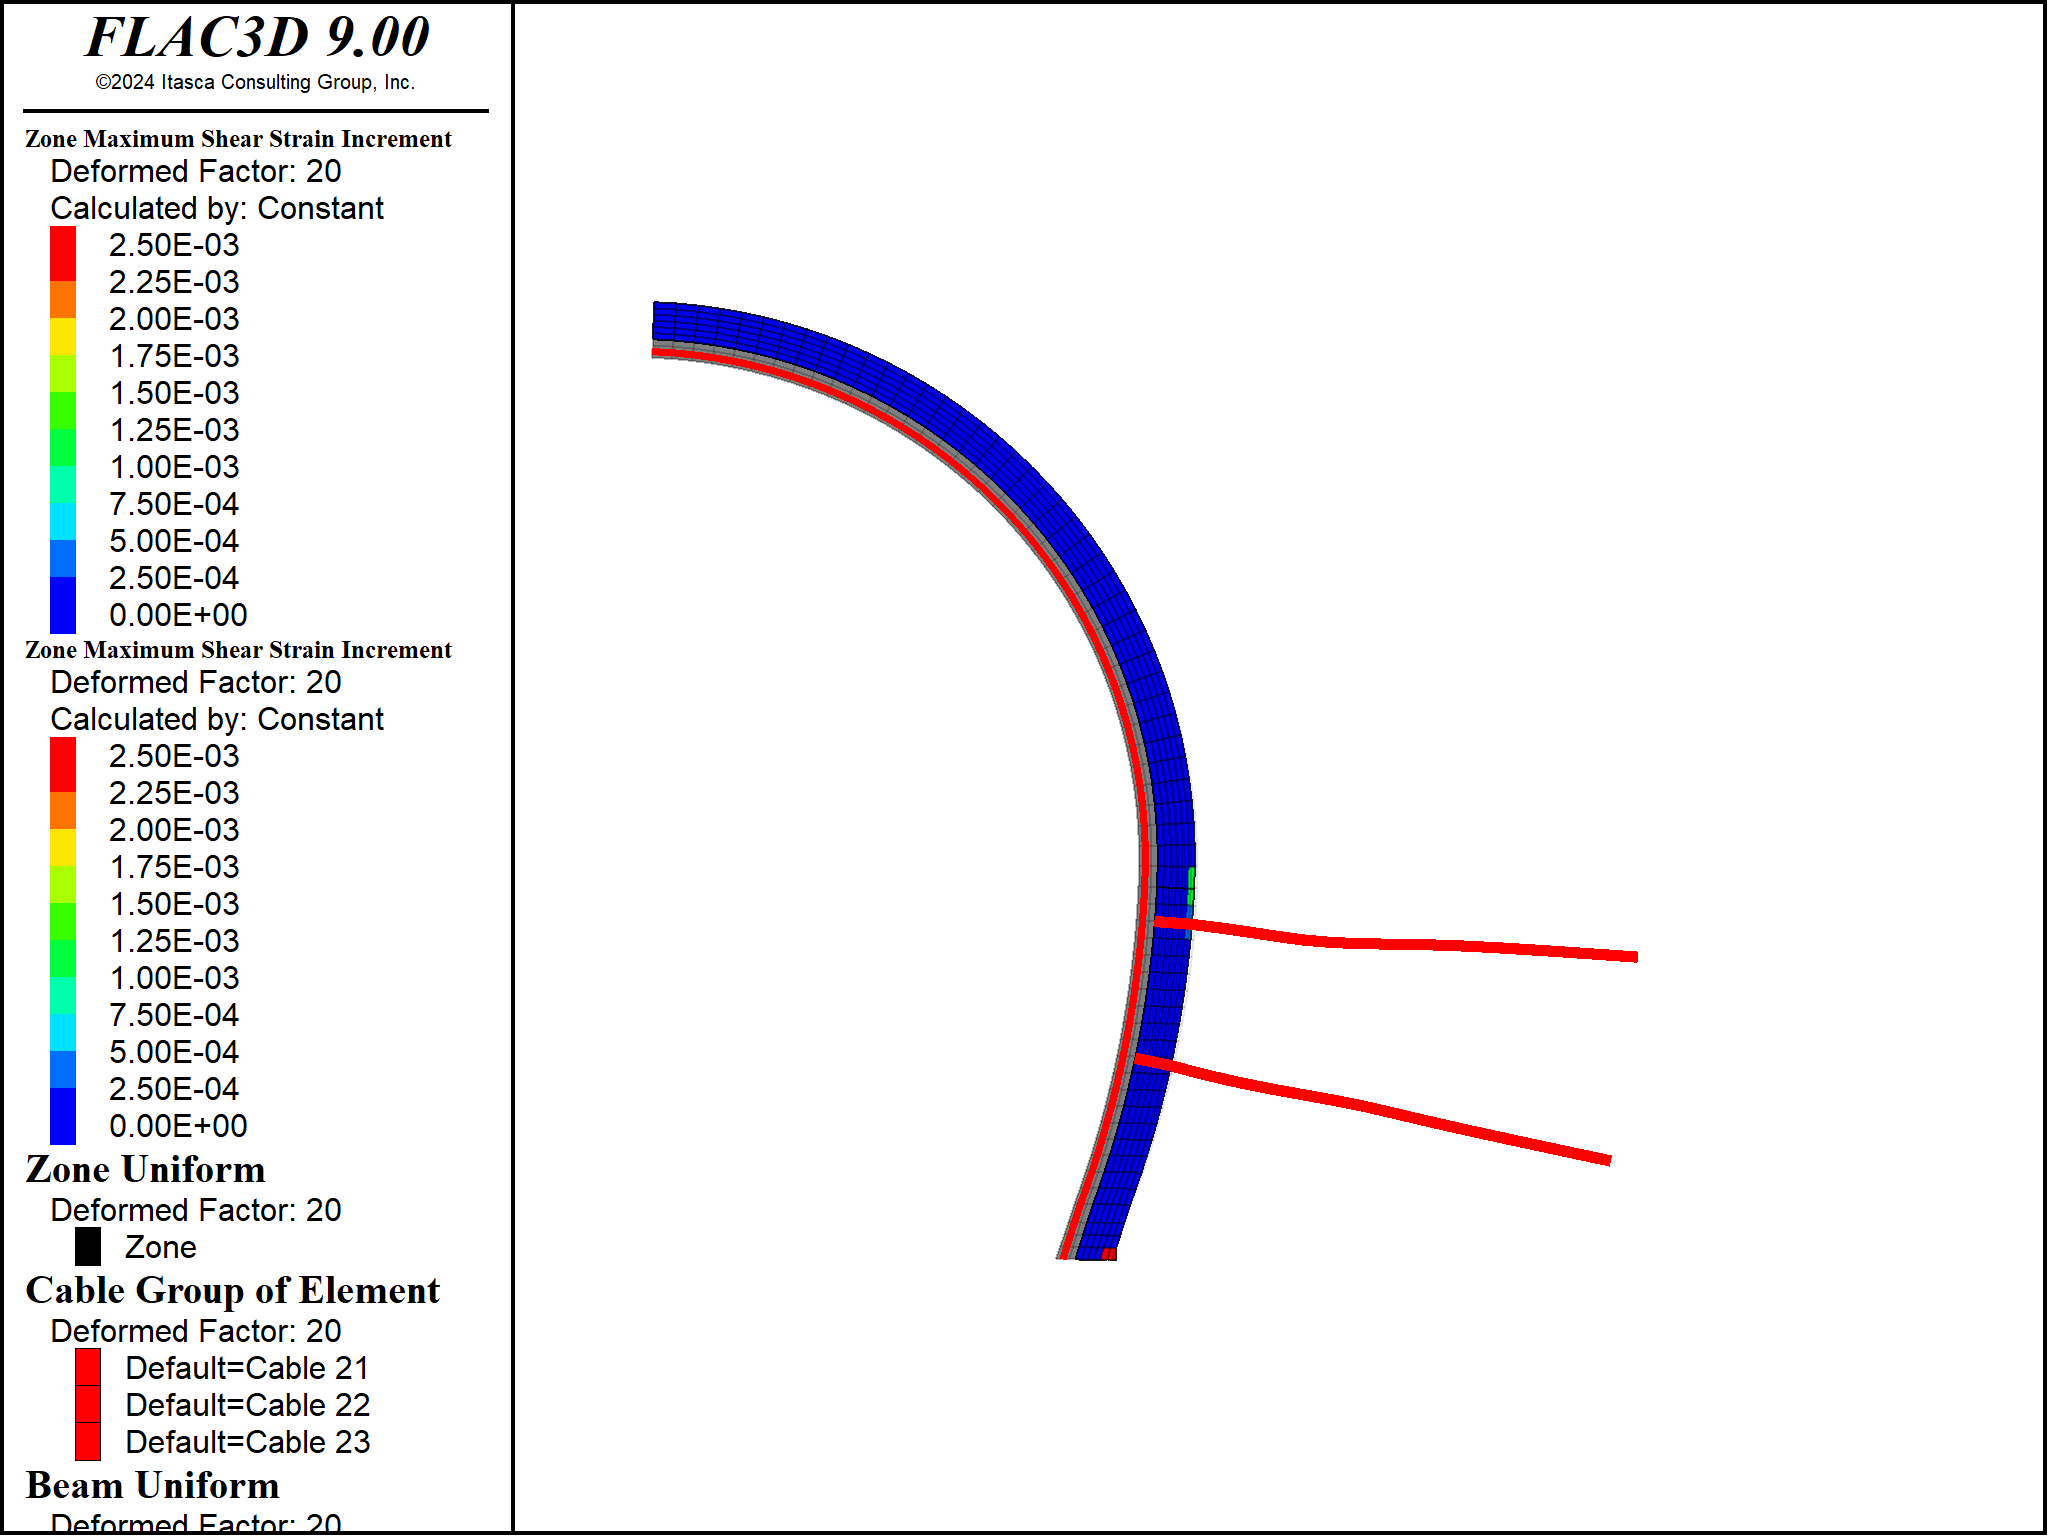 FLAC3D 9.00
©2024 Itasca Consulting Group, Inc.
Zone Maximum Shear Strain Increment
Deformed Factor: 20
Calculated by: Constant
2.50E-03
2.25E-03
2.00E-03
1.75E-03
1.50E-03
1.25E-03
1.00E-03
7.50E-04
5.00E-04
2.50E-04
0.00E+00
Zone Maximum Shear Strain Increment
Deformed Factor: 20
Calculated by: Constant
2.50E-03
2.25E-03
2.00E-03
1.75E-03
1.50E-03
1.25E-03
1.00E-03
7.50E-04
5.00E-04
2.50E-04
0.00E+00
Zone Uniform
Deformed Factor: 20
Zone
Cable Group of Element
Deformed Factor: 20
Default=Cable 21
Default=Cable 22
Default=Cable 23
Beam Uniform
Deformed Factor: 20